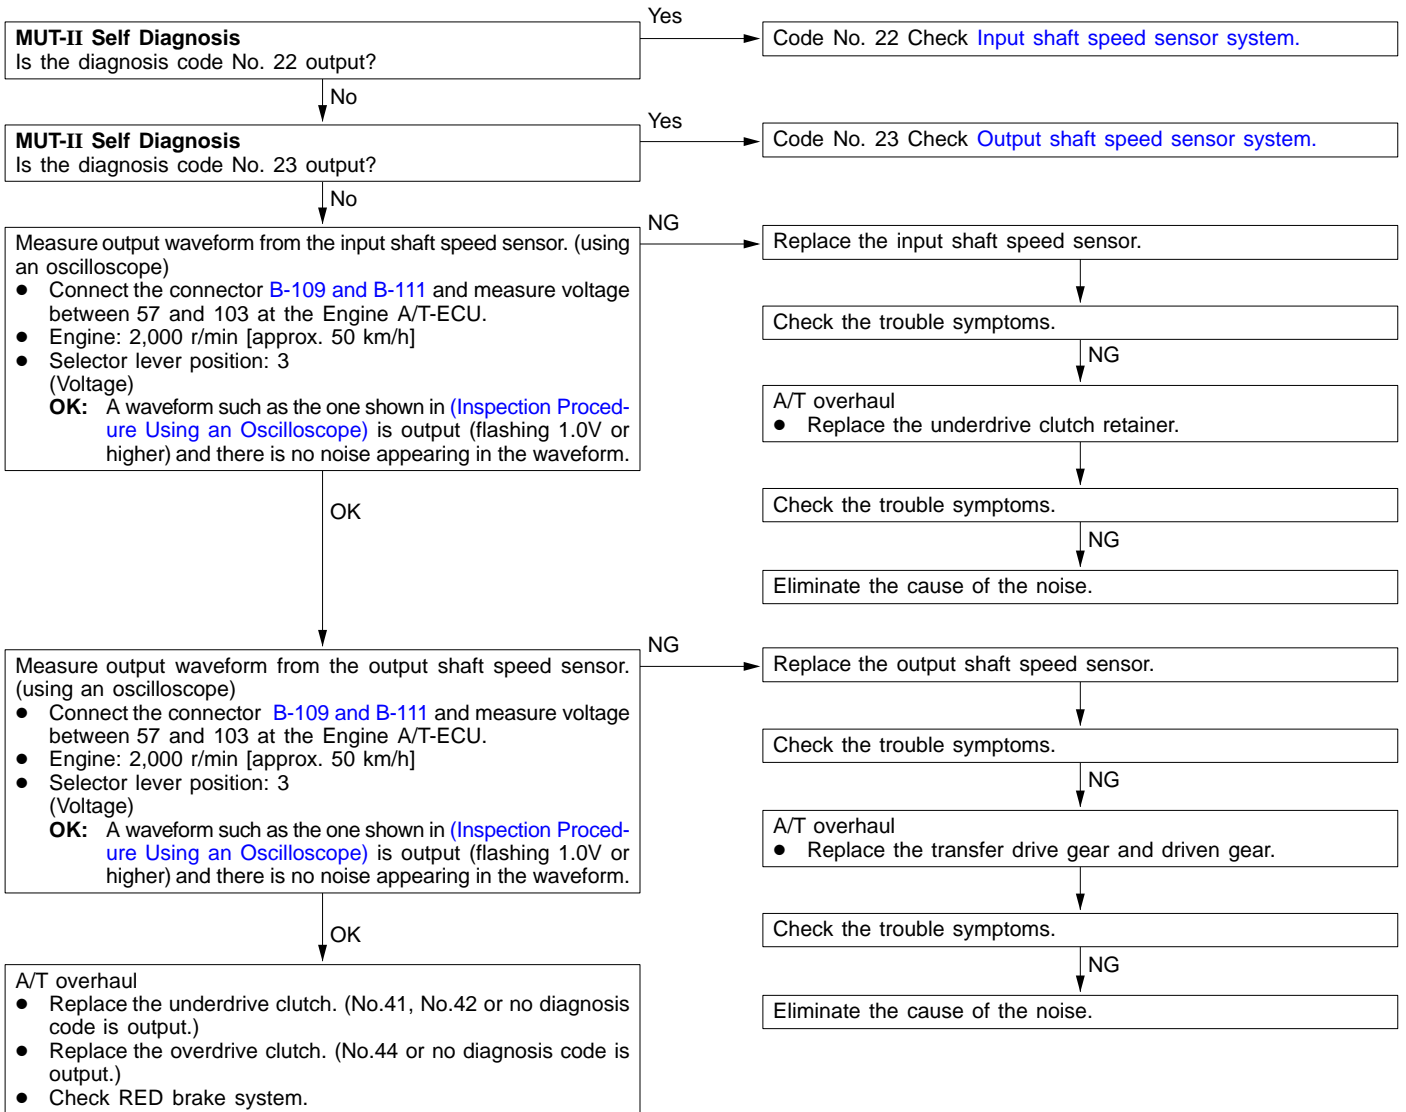 MUT-II Self Diagnosis
Is the diagnosis code No. 22 output?
Yes
Code No. 22 Check Input shaft speed sensor system.
No
MUT-II Self Diagnosis
Is the diagnosis code No. 23 output?
Yes
Code No. 23 Check Output shaft speed sensor system.
No
Measure output waveform from the input shaft speed sensor. (using
an oscilloscope)
● Connect the connector B-109 and B-111 and measure voltage
between 57 and 103 at the Engine A/T-ECU.
● Engine: 2,000 r/min [approx. 50 km/h]
● Selector lever position: 3
(Voltage)
OK: A waveform such as the one shown in (Inspection Proced-
ure Using an Oscilloscope) is output (flashing 1.0V or
higher) and there is no noise appearing in the waveform.
NG
Replace the input shaft speed sensor.
Check the trouble symptoms.
NG
A/T overhaul
● Replace the underdrive clutch retainer.
Check the trouble symptoms.
NG
Eliminate the cause of the noise.
OK
Measure output waveform from the output shaft speed sensor.
(using an oscilloscope)
● Connect the connector B-109 and B-111 and measure voltage
between 57 and 103 at the Engine A/T-ECU.
● Engine: 2,000 r/min [approx. 50 km/h]
● Selector lever position: 3
(Voltage)
OK: A waveform such as the one shown in (Inspection Proced-
ure Using an Oscilloscope) is output (flashing 1.0V or
higher) and there is no noise appearing in the waveform.
NG
Replace the output shaft speed sensor.
Check the trouble symptoms.
NG
A/T overhaul
● Replace the transfer drive gear and driven gear.
Check the trouble symptoms.
NG
Eliminate the cause of the noise.
OK
A/T overhaul
● Replace the underdrive clutch. (No.41, No.42 or no diagnosis
code is output.)
● Replace the overdrive clutch. (No.44 or no diagnosis code is
output.)
● Check RED brake system.